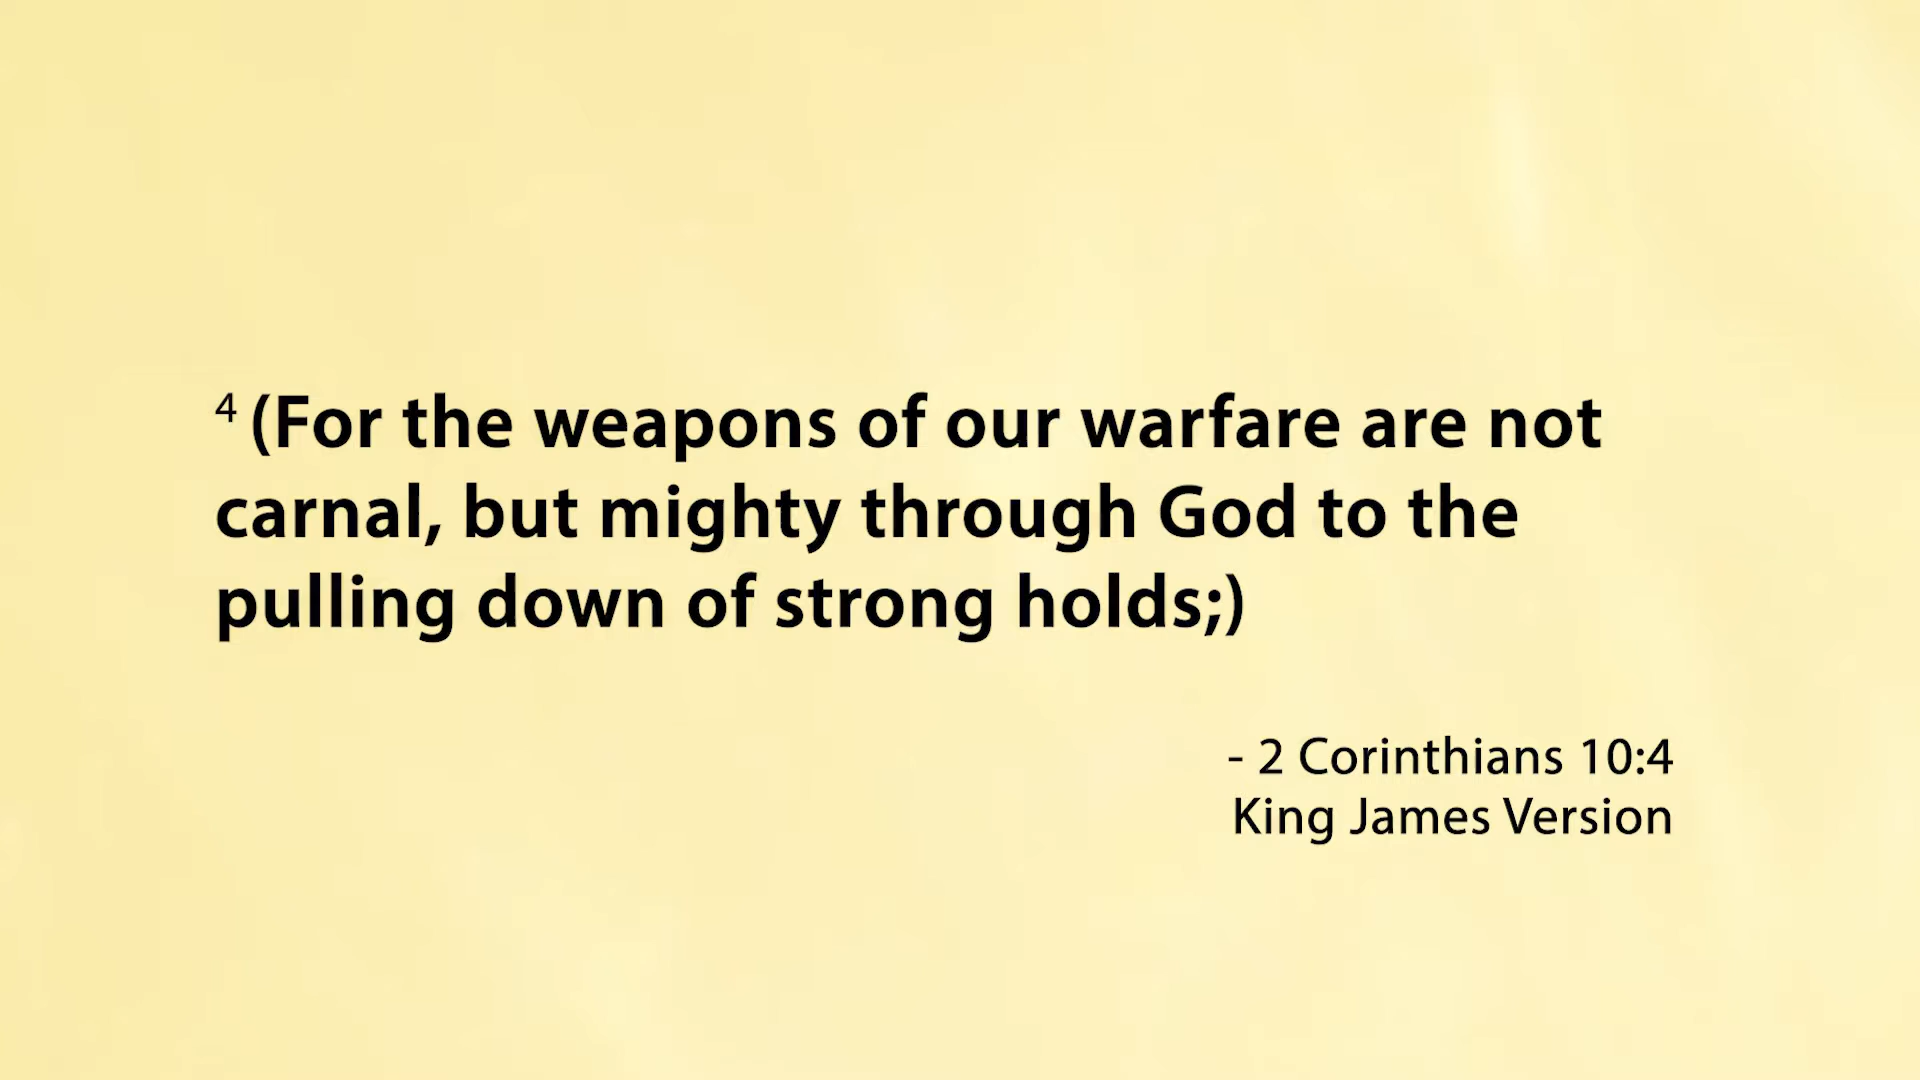 4 (For the weapons of our warfare are not
carnal, but mighty through God to the
pulling down of strong holds;)
- 2 Corinthians 10:4
King James Version